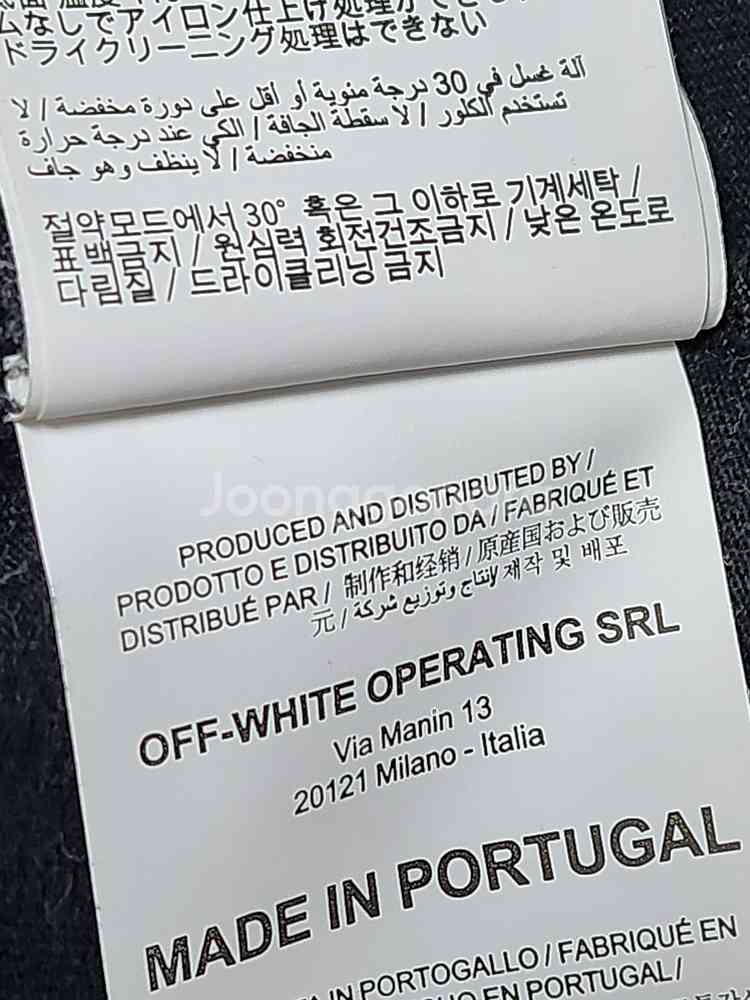 ムなしでアイロン仕上げ処理ができ
ドライクリーニング処理はできない
آلة غسل في 30 درجة مئوية أو أقل على دورة مخفضة / لا
تستخدم الكلور / لا سقطة الجافة / الكي عند درجة حرارة
منخفضة / لا ينظف وهو جاف
절약모드에서 30° 혹은 그 이하로 기계세탁 /
표백금지 / 원심력 회전건조금지 / 낮은 온도로
다림질 / 드라이클리닝 금지
PRODUCED AND DISTRIBUTED BY /
PRODOTTO E DISTRIBUITO DA / FABRIQUÉ ET
DISTRIBUÉ PAR / 制作和经销 / 原産国および販売
元 / لإنتاج وتوزيع شركة / 제작 및 배포
OFF-WHITE OPERATING SRL
Via Manin 13
20121 Milano - Italia
MADE IN PORTUGAL
IN PORTOGALLO / FABRIQUÉ EN
EN PORTUGAL /